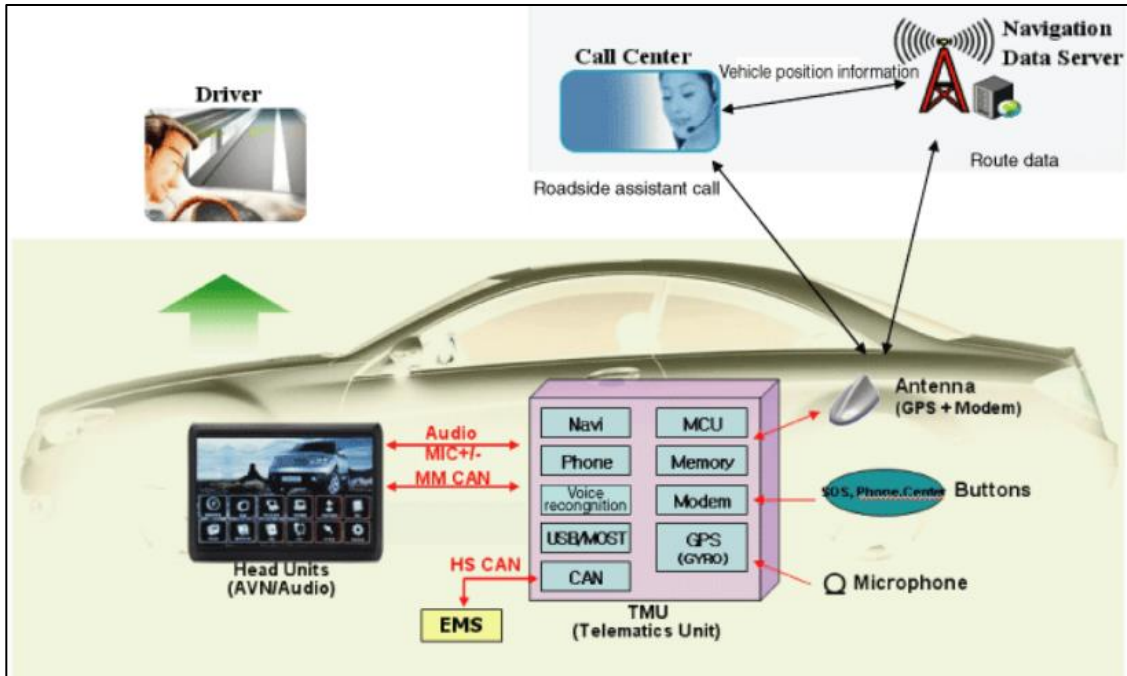 Navigation
Data Server
Call Center
Vehicle position information
Driver
Route data
Roadside assistant call
Antenna
(GPS + Modem)
Audio
MIC+/-
MM CAN
Navi
MCU
Phone
Memory
Voice
recongnition
Modem
SOS, Phone,Center
Buttons
USB/MOST
GPS
(GYRO)
HS CAN
CAN
Microphone
Head Units
(AVN/Audio)
EMS
TMU
(Telematics Unit)